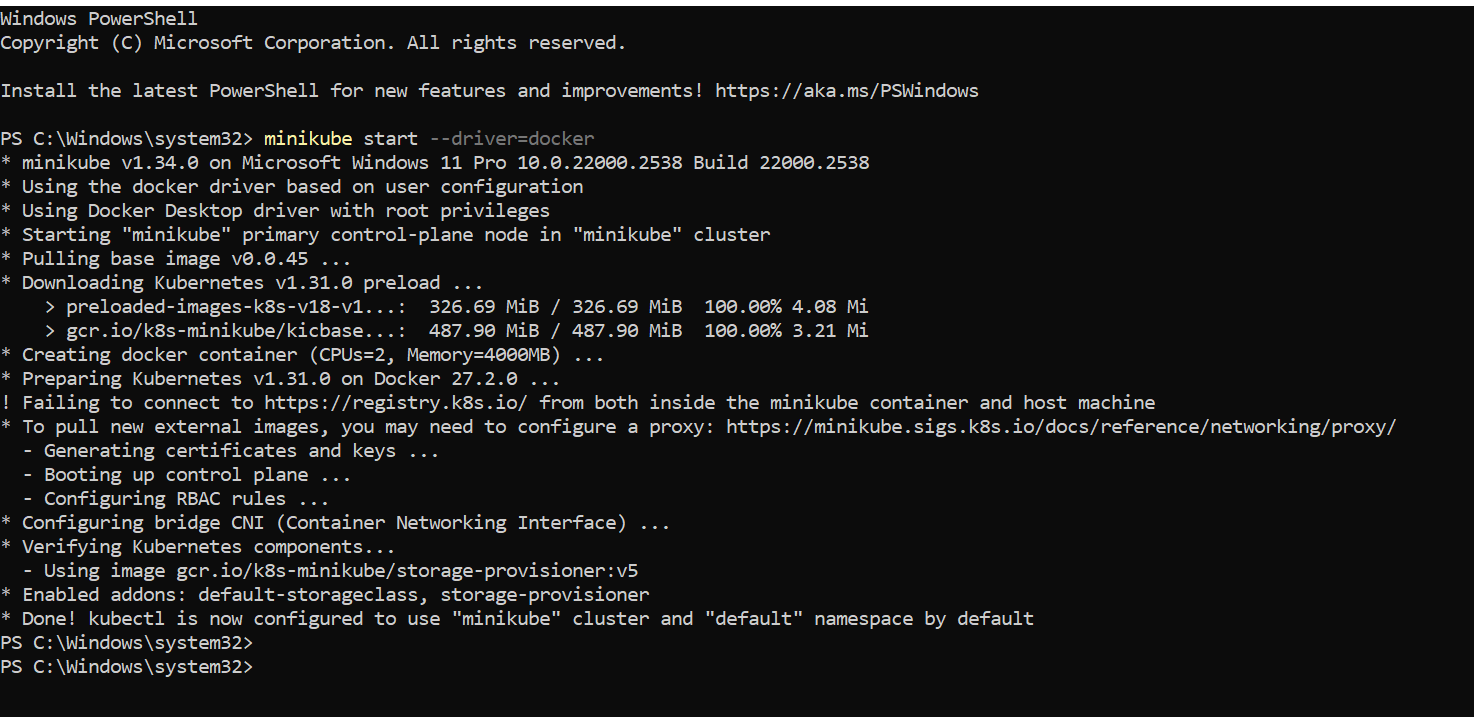 Windows PowerShell
Copyright (C) Microsoft Corporation. All rights reserved.
Install the latest PowerShell for new features and improvements! https://aka.ms/PSWindows
PS C:\Windows\system32> minikube start --driver=docker
* minikube v1.34.0 on Microsoft Windows 11 Pro 10.0.22000.2538 Build 22000.2538
* Using the docker driver based on user configuration
* Using Docker Desktop driver with root privileges
* Starting "minikube" primary control-plane node in "minikube" cluster
* Pulling base image v0.0.45 ...
* Downloading Kubernetes v1.31.0 preload ...
    > preloaded-images-k8s-v18-v1...:  326.69 MiB / 326.69 MiB  100.00% 4.08 Mi
    > gcr.io/k8s-minikube/kicbase...:  487.90 MiB / 487.90 MiB  100.00% 3.21 Mi
* Creating docker container (CPUs=2, Memory=4000MB) ...
* Preparing Kubernetes v1.31.0 on Docker 27.2.0 ...
! Failing to connect to https://registry.k8s.io/ from both inside the minikube container and host machine
* To pull new external images, you may need to configure a proxy: https://minikube.sigs.k8s.io/docs/reference/networking/proxy/
  - Generating certificates and keys ...
  - Booting up control plane ...
  - Configuring RBAC rules ...
* Configuring bridge CNI (Container Networking Interface) ...
* Verifying Kubernetes components...
  - Using image gcr.io/k8s-minikube/storage-provisioner:v5
* Enabled addons: default-storageclass, storage-provisioner
* Done! kubectl is now configured to use "minikube" cluster and "default" namespace by default
PS C:\Windows\system32>
PS C:\Windows\system32>